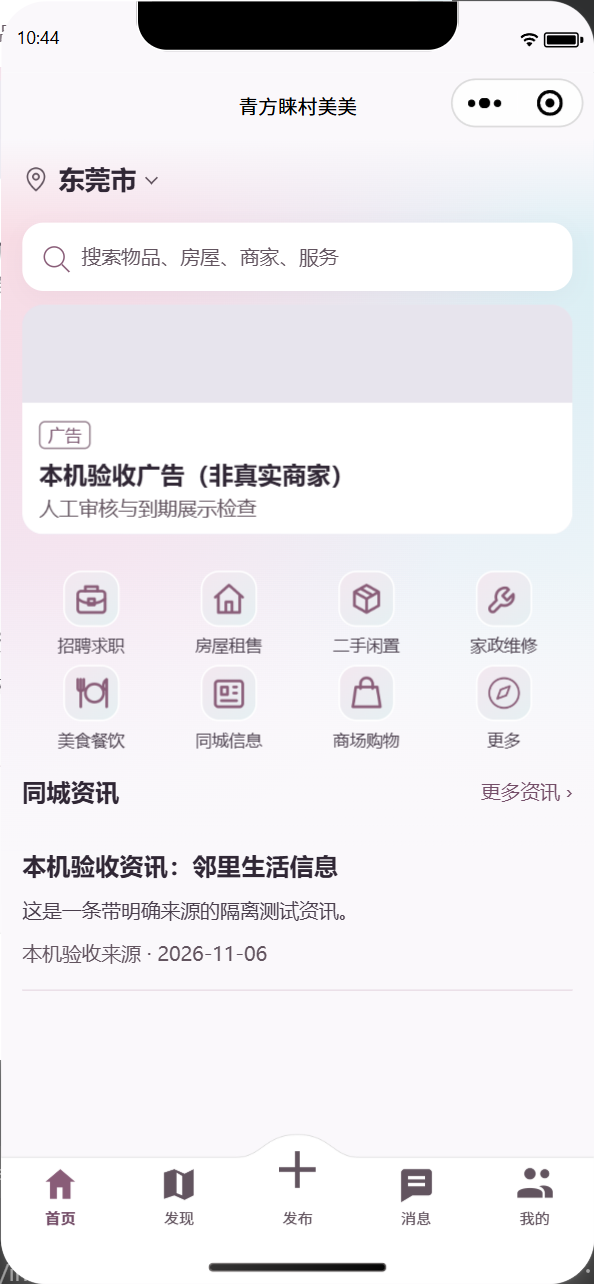 10:44
青方睐村美美
东莞市
搜索物品、房屋、商家、服务
广告
本机验收广告（非真实商家）
人工审核与到期展示检查
招聘求职 房屋租售 二手闲置 家政维修
美食餐饮 同城信息 商场购物 更多
同城资讯 更多资讯 ›
本机验收资讯：邻里生活信息
这是一条带明确来源的隔离测试资讯。
本机验收来源 · 2026-11-06
首页 发现 发布 消息 我的